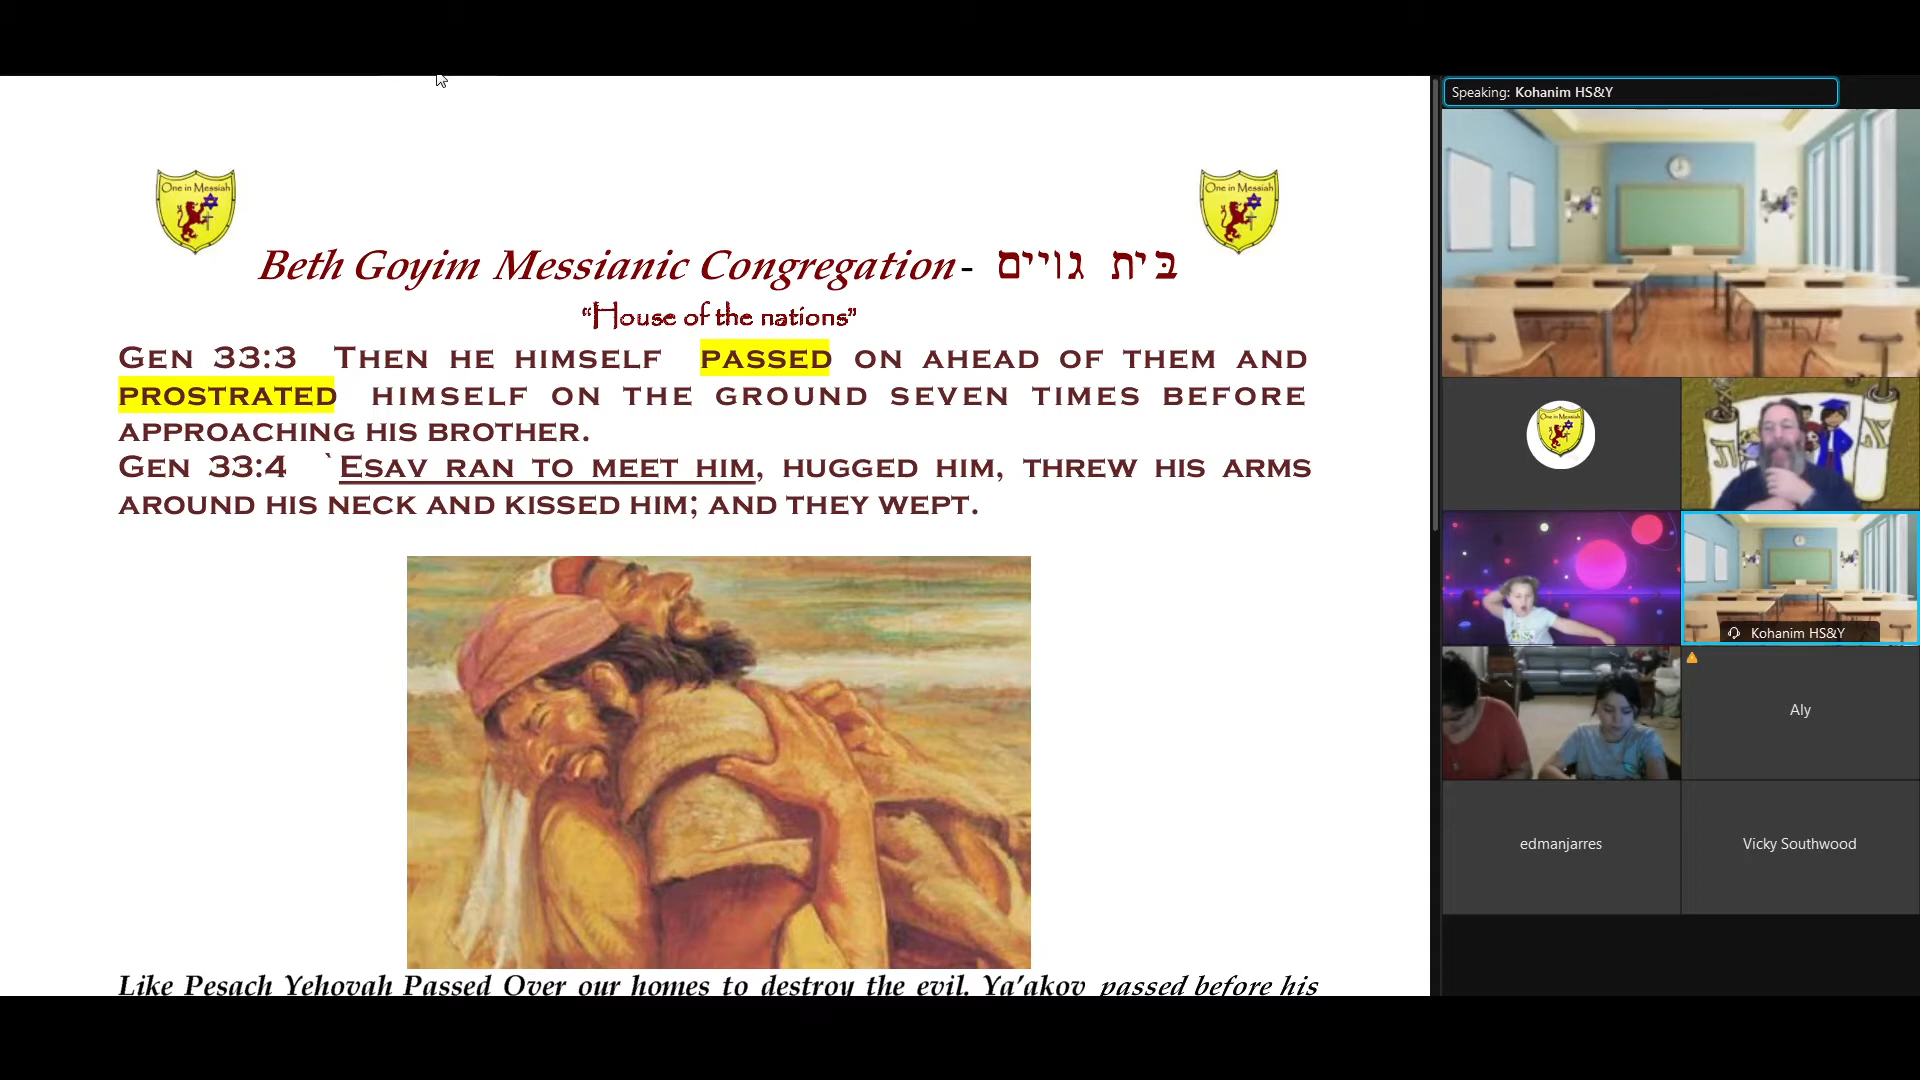 Speaking: Kohanim HS&Y
One in Messiah
One in Messiah
Beth Goyim Messianic Congregation- בית גויים
“House of the nations”
Gen 33:3 Then he himself passed on ahead of them and
prostrated himself on the ground seven times before
approaching his brother.
Gen 33:4 `Esav ran to meet him, hugged him, threw his arms
around his neck and kissed him; and they wept.
Like Pesach Yehovah Passed Over our homes to destroy the evil. Ya’akov passed before his
Kohanim HS&Y
Aly
edmanjarres
Vicky Southwood